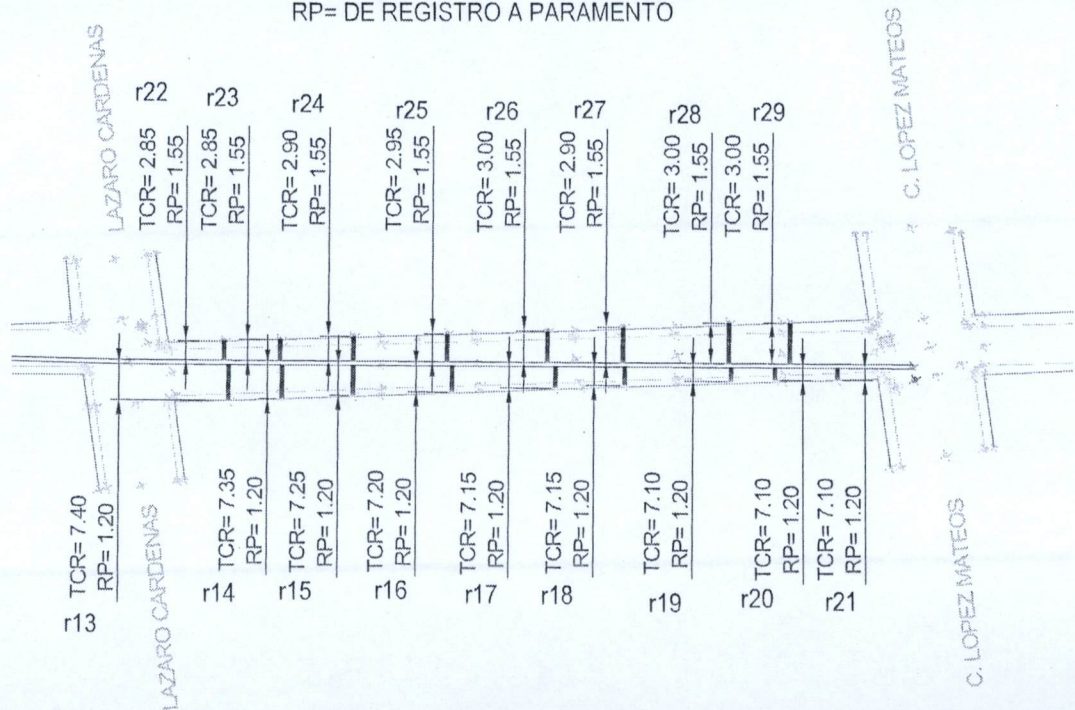 RP= DE REGISTRO A PARAMENTO
LAZARO CARDENAS
C. LOPEZ MATEOS
r22
TCR= 2.85
RP= 1.55
r23
TCR= 2.85
RP= 1.55
r24
TCR= 2.90
RP= 1.55
r25
TCR= 2.95
RP= 1.55
r26
TCR= 3.00
RP= 1.55
r27
TCR= 2.90
RP= 1.55
r28
TCR= 3.00
RP= 1.55
r29
TCR= 3.00
RP= 1.55
TCR= 7.40
RP= 1.20
r13
TCR= 7.35
RP= 1.20
r14
TCR= 7.25
RP= 1.20
r15
TCR= 7.20
RP= 1.20
r16
TCR= 7.15
RP= 1.20
r17
TCR= 7.15
RP= 1.20
r18
TCR= 7.10
RP= 1.20
r19
TCR= 7.10
RP= 1.20
r20
TCR= 7.10
RP= 1.20
r21
LAZARO CARDENAS
C. LOPEZ MATEOS